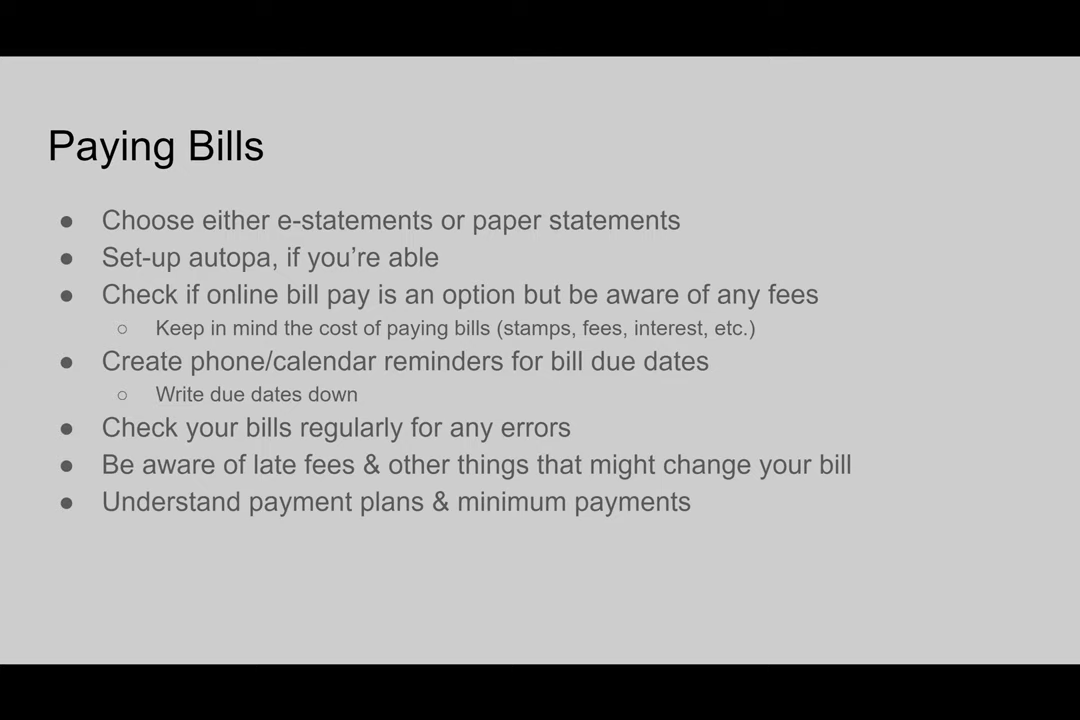 Paying Bills
● Choose either e-statements or paper statements
● Set-up autopa, if you’re able
● Check if online bill pay is an option but be aware of any fees
○ Keep in mind the cost of paying bills (stamps, fees, interest, etc.)
● Create phone/calendar reminders for bill due dates
○ Write due dates down
● Check your bills regularly for any errors
● Be aware of late fees & other things that might change your bill
● Understand payment plans & minimum payments